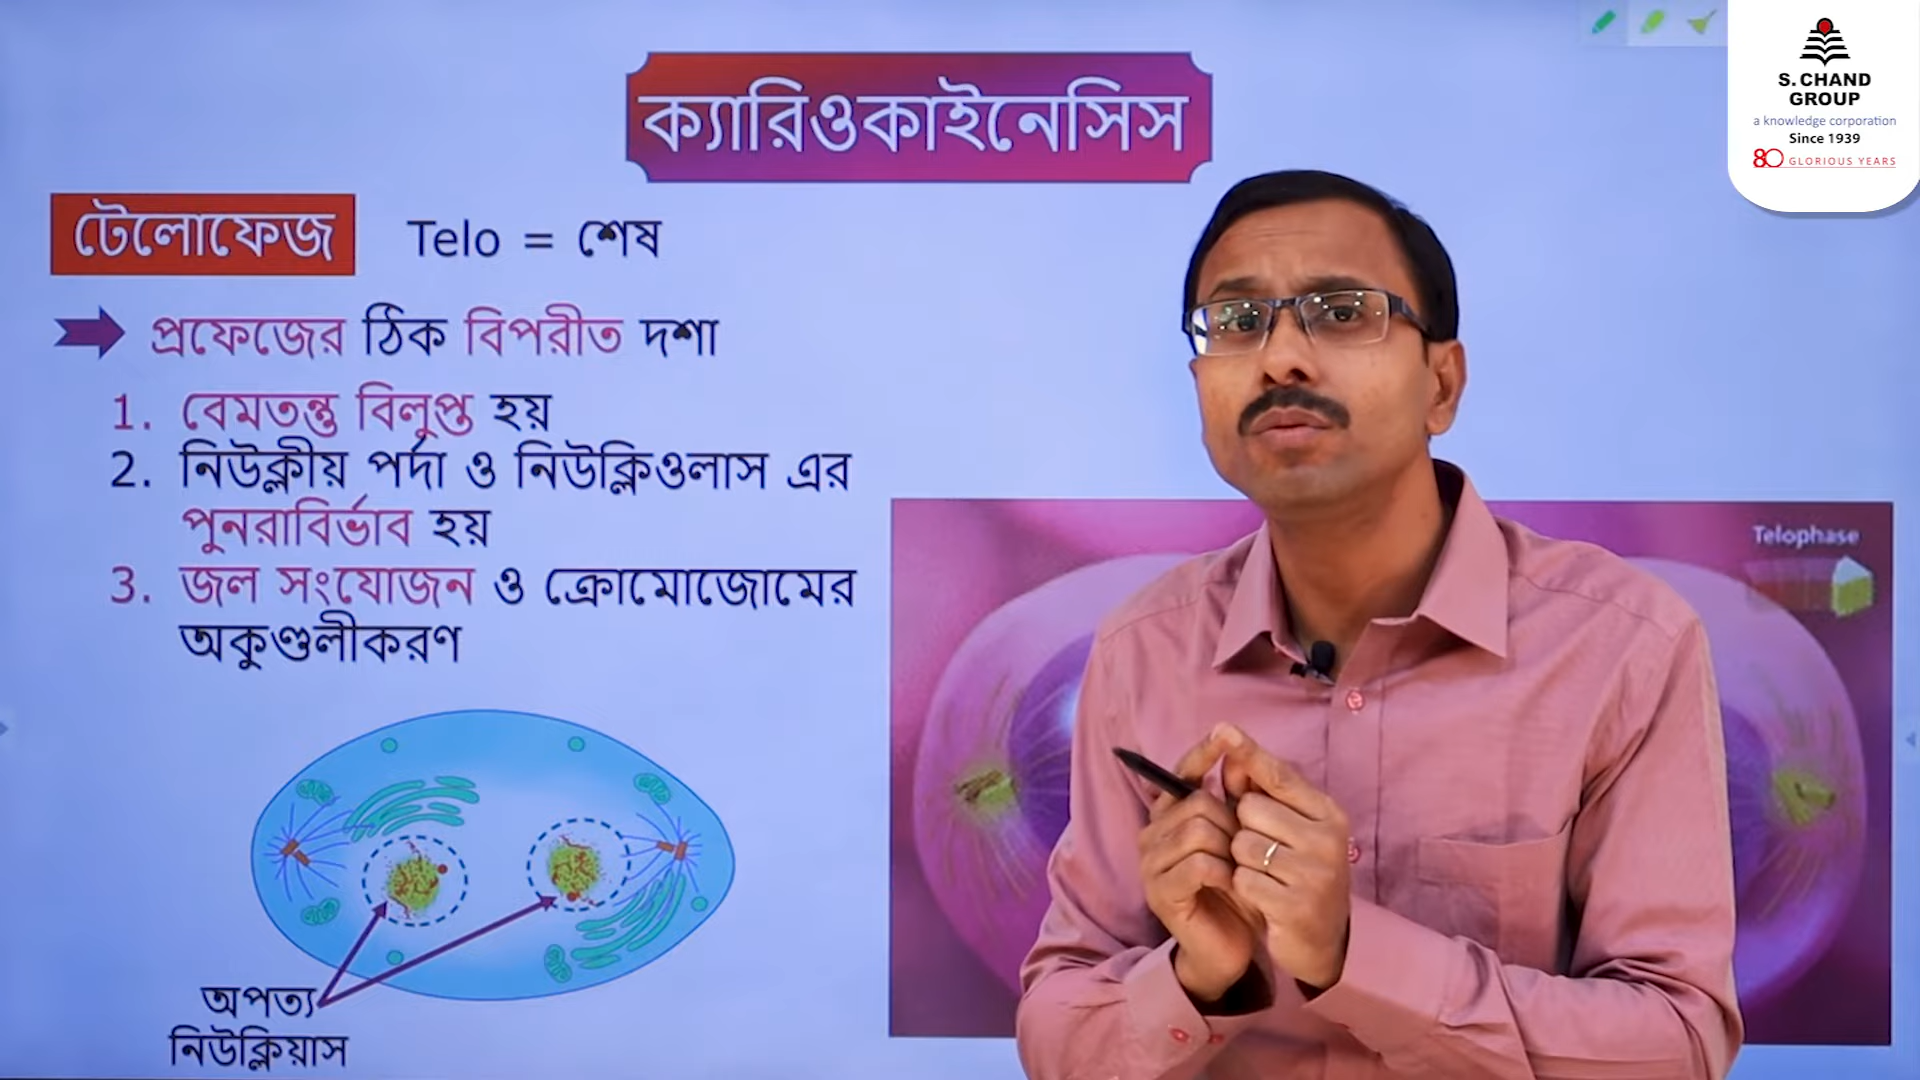 ক্যারিওকাইনেসিস
S. CHAND
GROUP
a knowledge corporation
Since 1939
80 GLORIOUS YEARS
টেলোফেজ Telo = শেষ
প্রফেজের ঠিক বিপরীত দশা
1. বেমতন্তু বিলুপ্ত হয়
2. নিউক্লীয় পর্দা ও নিউক্লিওলাস এর
পুনরাবির্ভাব হয়
3. জল সংযোজন ও ক্রোমোজোমের
অকুণ্ডলীকরণ
Telophase
অপত্য
নিউক্লিয়াস